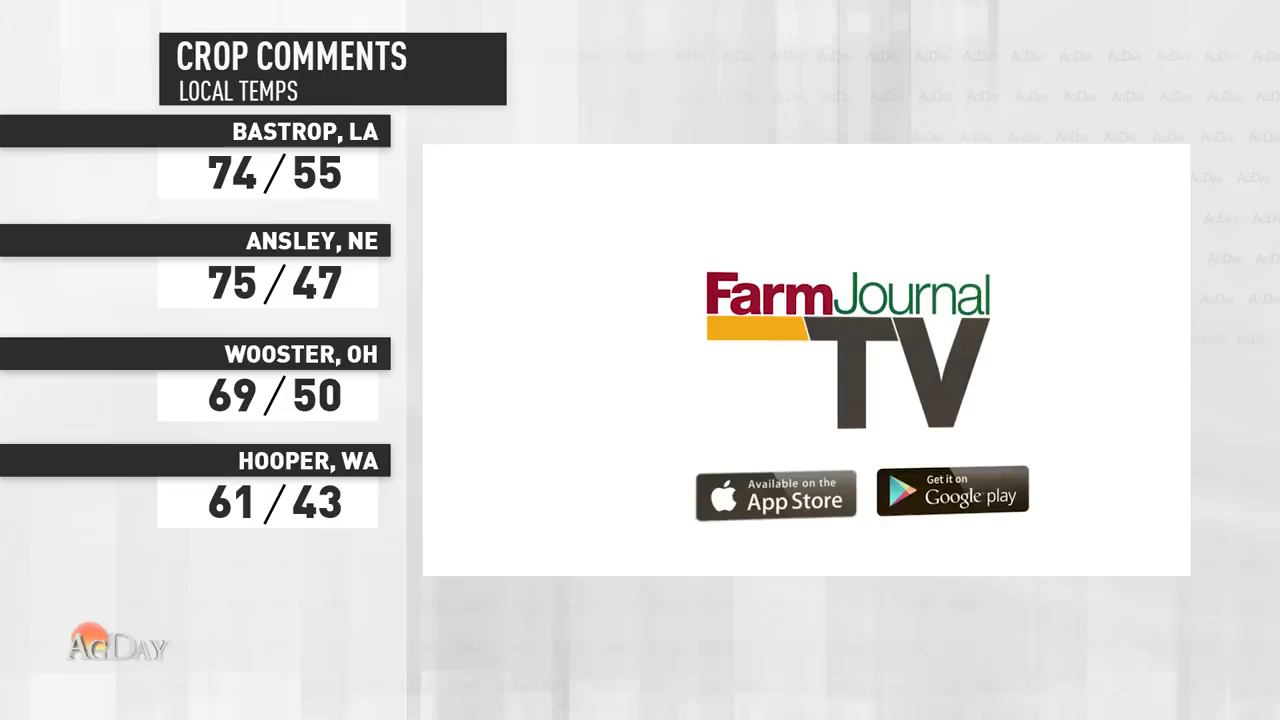 CROP COMMENTS
LOCAL TEMPS
BASTROP, LA
74/55
ANSLEY, NE
75/47
WOOSTER, OH
69/50
HOOPER, WA
61/43
FarmJournal
TV
Available on the
App Store
Get it on
Google play
AGDAY